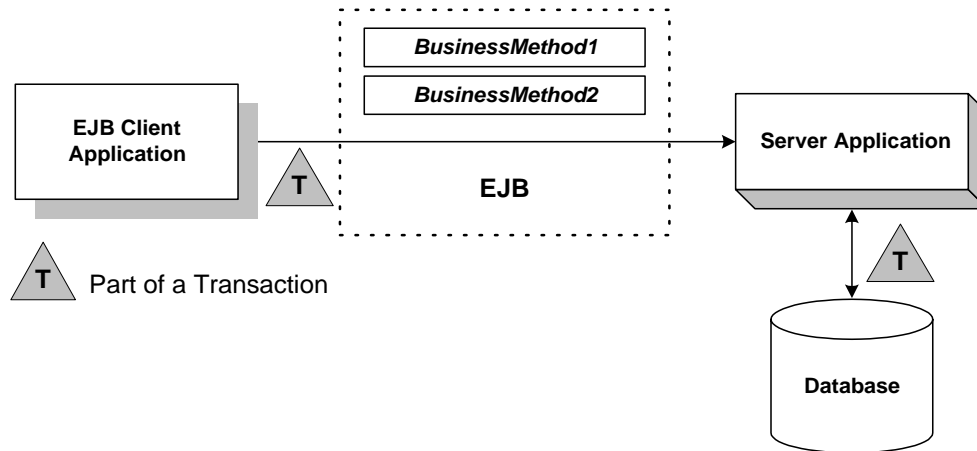 BusinessMethod1
BusinessMethod2
EJB Client
Application
Server Application
T
EJB
T
T
Part of a Transaction
Database